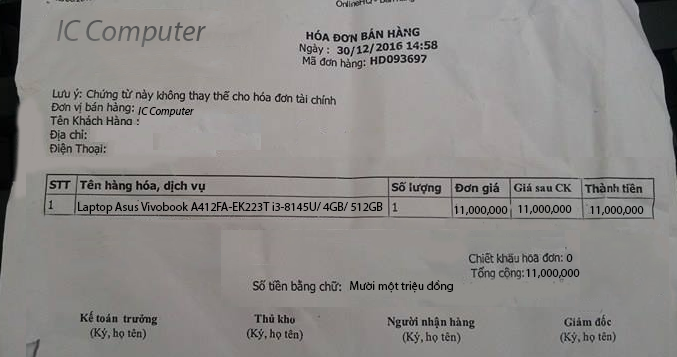 IC Computer
HÓA ĐƠN BÁN HÀNG
Ngày : 30/12/2016 14:58
Mã đơn hàng: HD093697
Lưu ý: Chứng từ này không thay thế cho hóa đơn tài chính
Đơn vị bán hàng: IC Computer
Tên Khách Hàng :
Địa chỉ:
Điện Thoại:
STT Tên hàng hóa, dịch vụ Số lượng Đơn giá Giá sau CK Thành tiền
1 Laptop Asus Vivobook A412FA-EK223T i3-8145U/ 4GB/ 512GB 1 11,000,000 11,000,000 11,000,000
Chiết khấu hóa đơn: 0
Tổng cộng:11,000,000
Số tiền bằng chữ: Mười một triệu đồng
Kế toán trưởng Thủ kho Người nhận hàng Giám đốc
(Ký, họ tên) (Ký, họ tên) (Ký, họ tên) (Ký, họ tên)